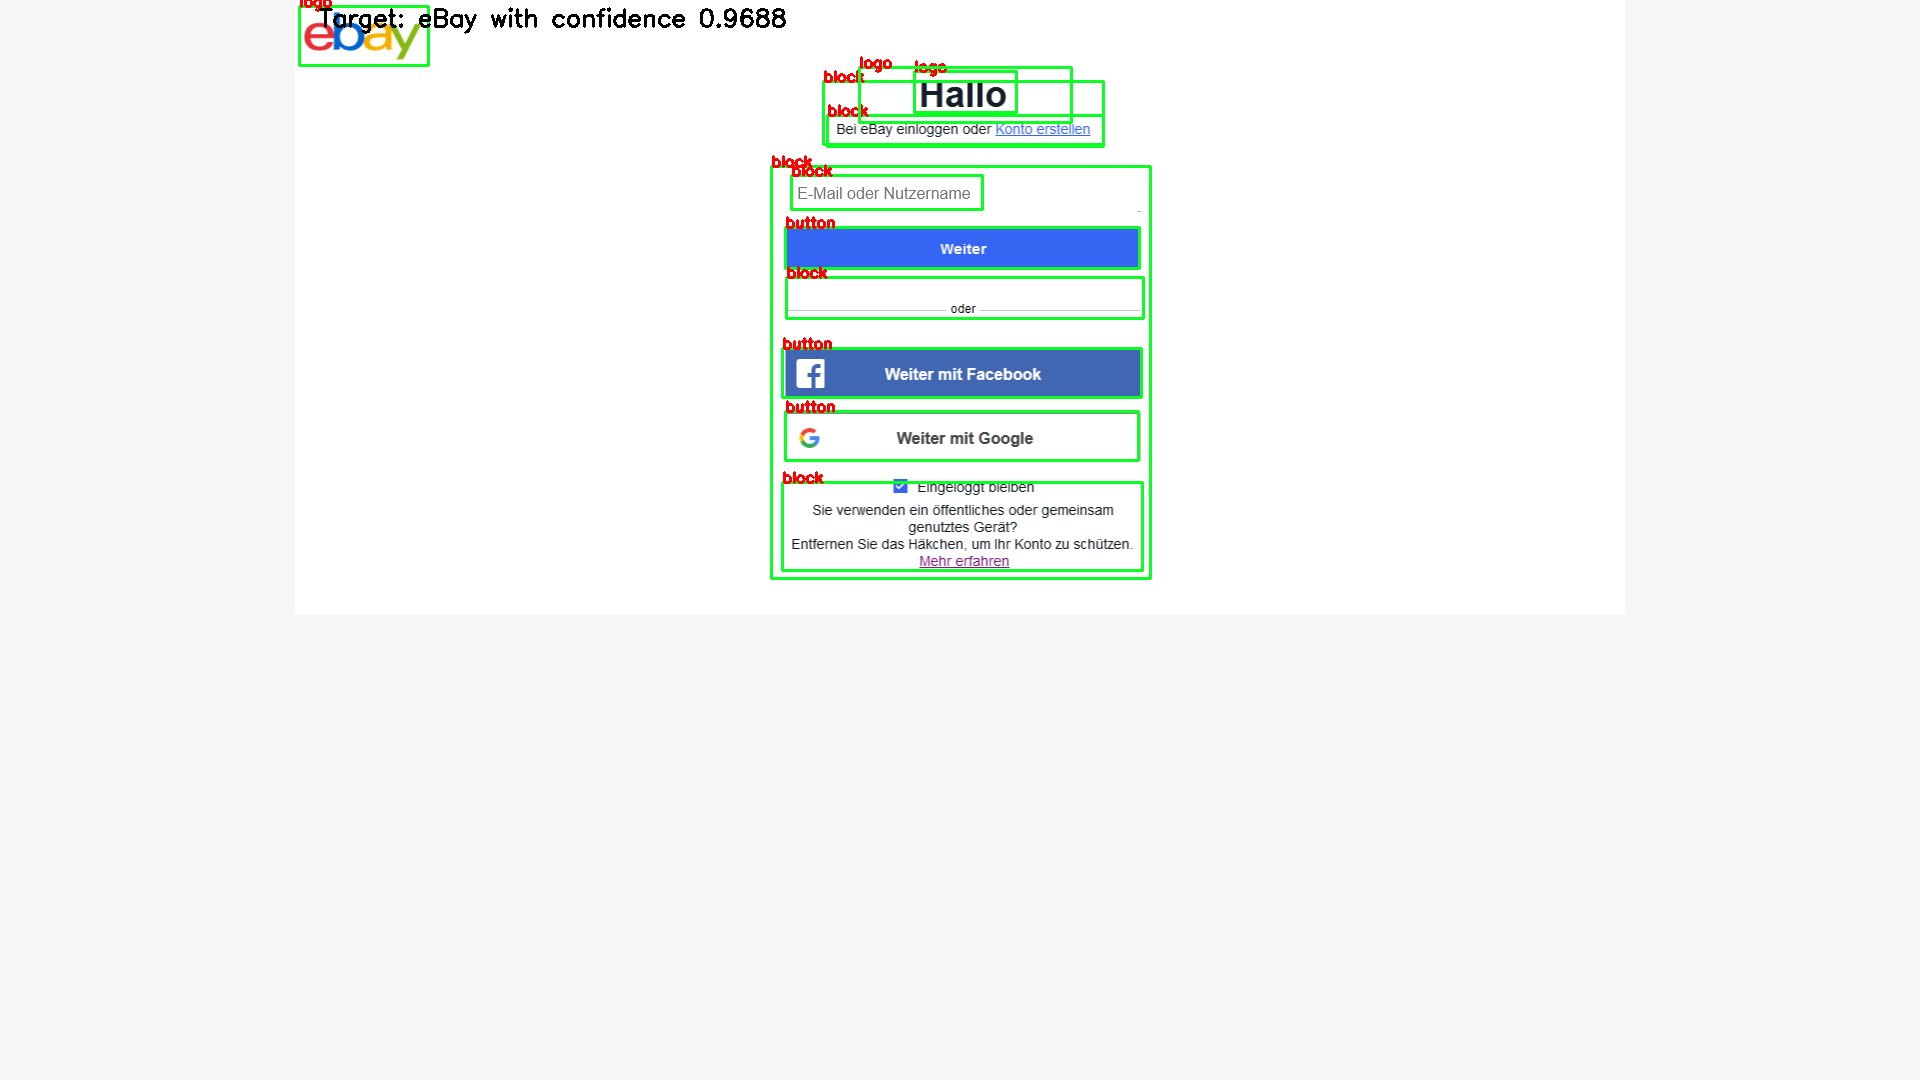 logo
Target: eBay with confidence 0.9688
ebay
logo
logo
block
Hallo
block
Bei eBay einloggen oder Konto erstellen
block
block
E-Mail oder Nutzername
button
Weiter
block
oder
button
Weiter mit Facebook
button
Weiter mit Google
block
Eingeloggt bleiben
Sie verwenden ein öffentliches oder gemeinsam
genutztes Gerät?
Entfernen Sie das Häkchen, um Ihr Konto zu schützen.
Mehr erfahren